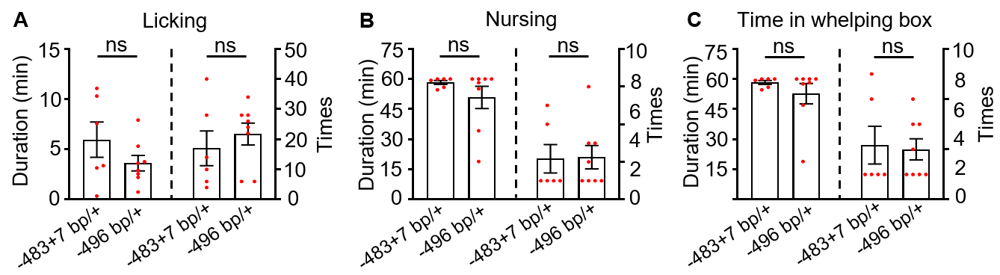 A
Licking
ns
ns
Duration (min)
15
10
5
0
50
40
30
20
10
0
Times
-483+7 bp/+
-496 bp/+
-483+7 bp/+
-496 bp/+
B
Nursing
ns
ns
Duration (min)
75
60
45
30
15
0
10
8
6
4
2
0
Times
-483+7 bp/+
-496 bp/+
-483+7 bp/+
-496 bp/+
C
Time in whelping box
ns
ns
Duration (min)
75
60
45
30
15
10
8
6
4
2
0
Times
-483+7 bp/+
-496 bp/+
-483+7 bp/+
-496 bp/+